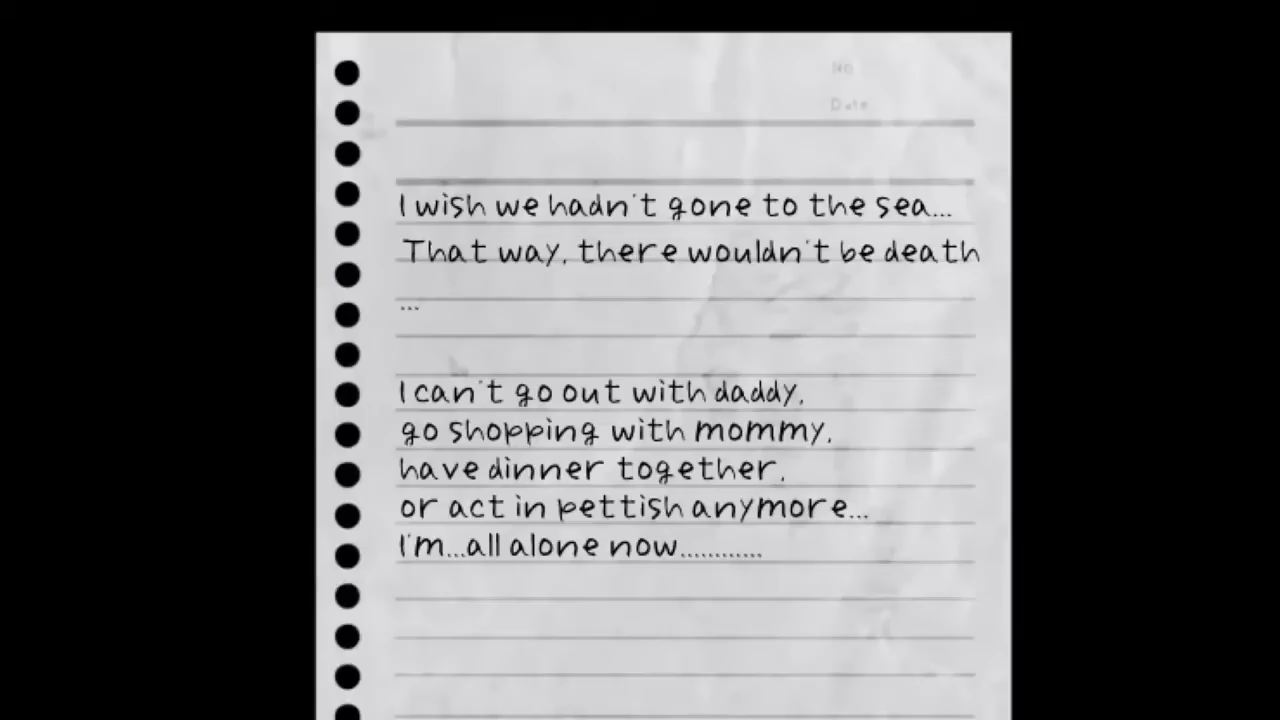 No
Date
I wish we hadn't gone to the sea...
That way, there wouldn't be death
...
I can't go out with daddy,
go shopping with mommy,
have dinner together,
or act in pettish anymore...
I'm...all alone now............